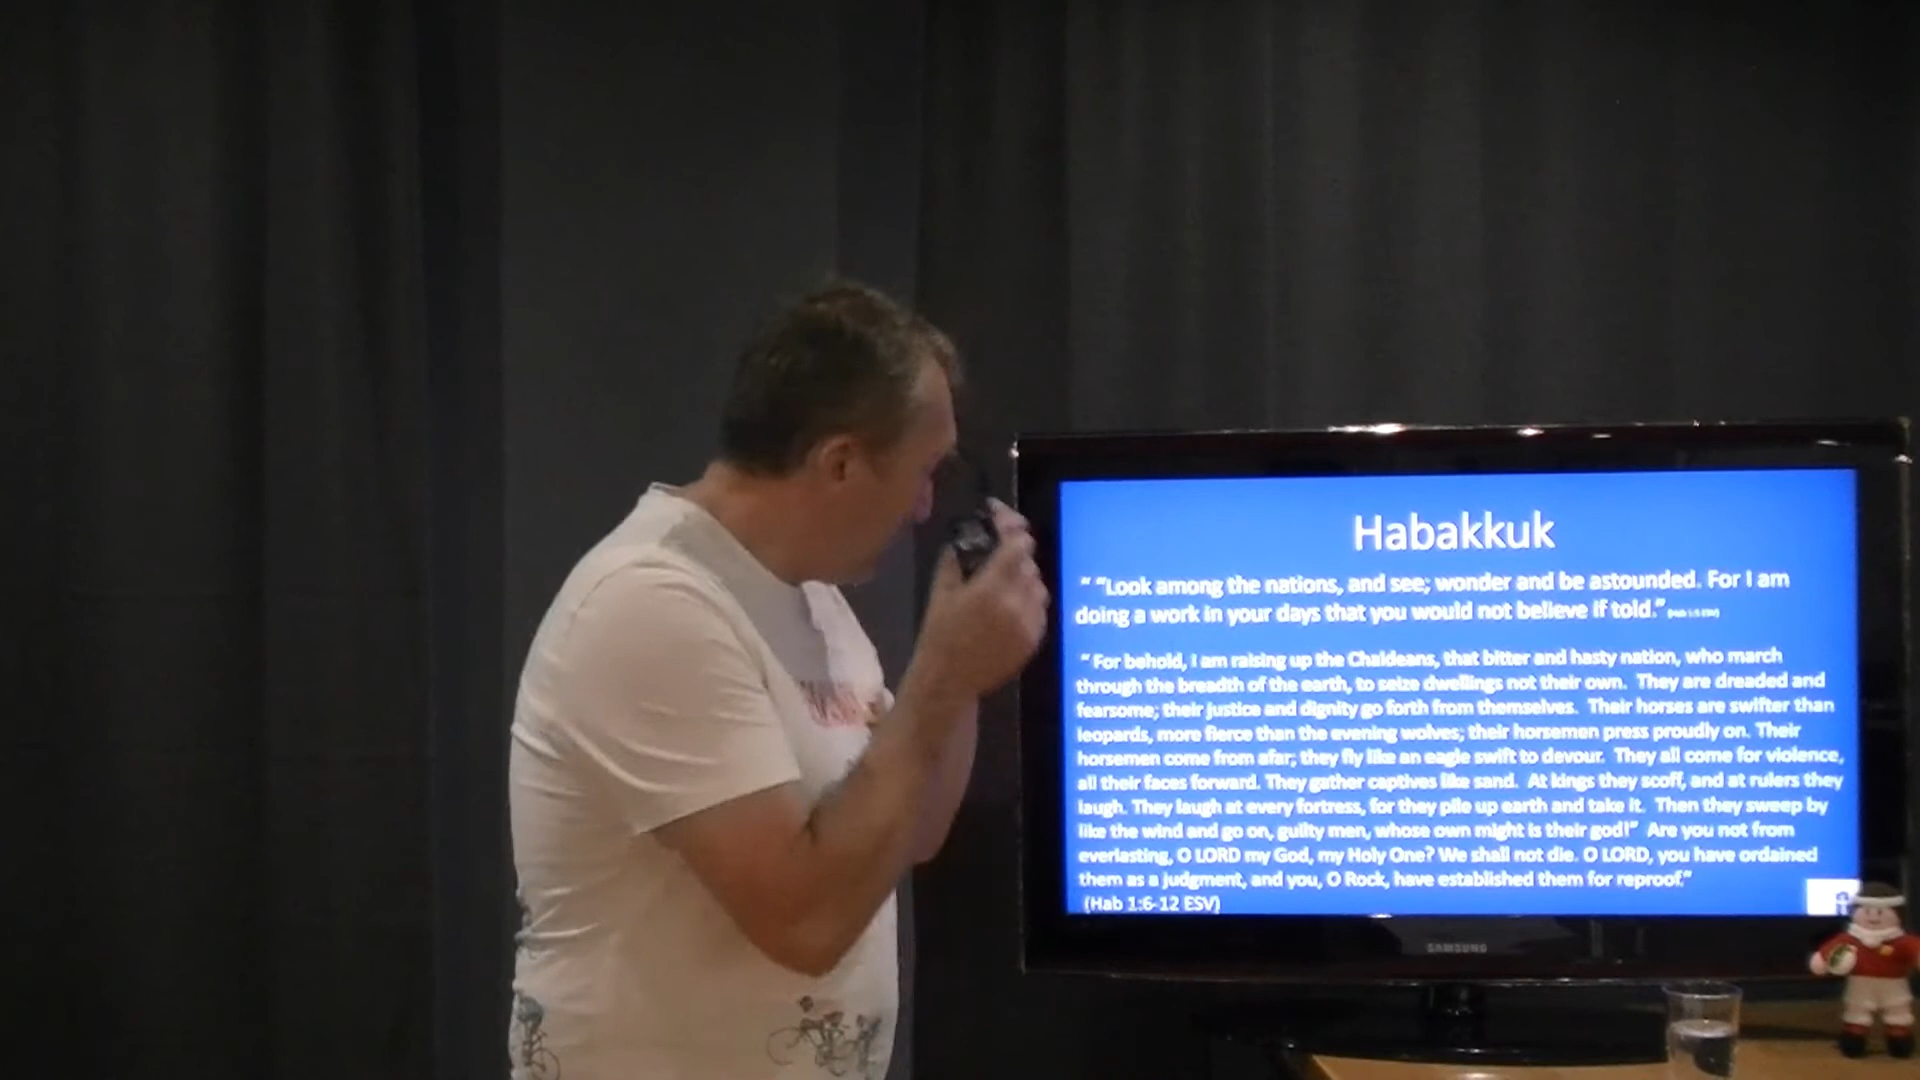 Habakkuk
“ “Look among the nations, and see; wonder and be astounded. For I am
doing a work in your days that you would not believe if told.” (Hab 1:5 ESV)
“ For behold, I am raising up the Chaldeans, that bitter and hasty nation, who march
through the breadth of the earth, to seize dwellings not their own.  They are dreaded and
fearsome; their justice and dignity go forth from themselves.  Their horses are swifter than
leopards, more fierce than the evening wolves; their horsemen press proudly on. Their
horsemen come from afar; they fly like an eagle swift to devour.  They all come for violence,
all their faces forward. They gather captives like sand.  At kings they scoff, and at rulers they
laugh. They laugh at every fortress, for they pile up earth and take it.  Then they sweep by
like the wind and go on, guilty men, whose own might is their god!”  Are you not from
everlasting, O LORD my God, my Holy One? We shall not die. O LORD, you have ordained
them as a judgment, and you, O Rock, have established them for reproof.”
(Hab 1:6-12 ESV)
SAMSUNG